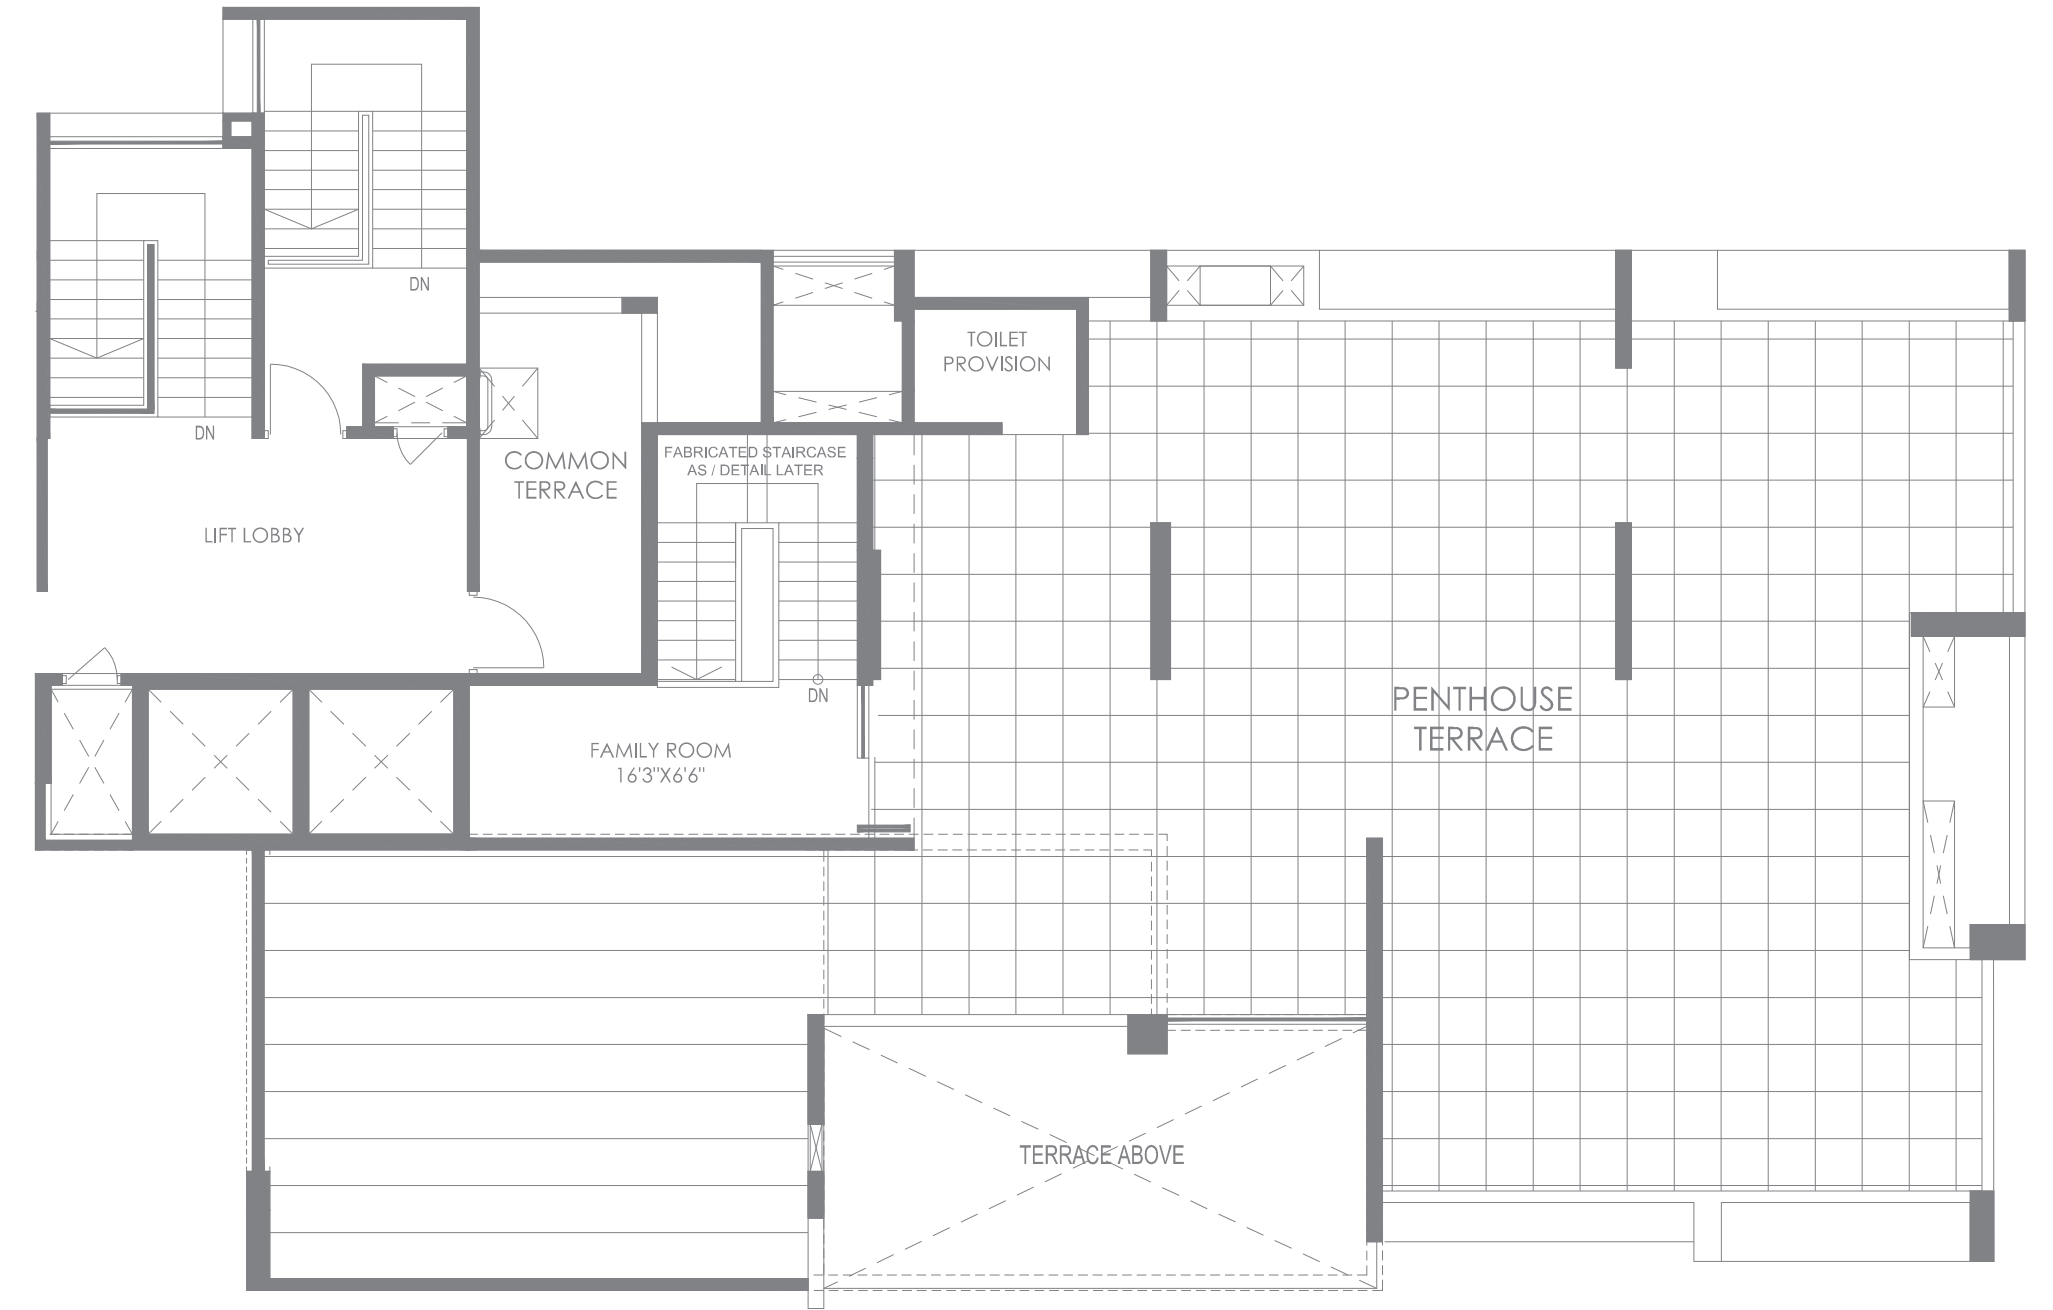 DN
TOILET
PROVISION
DN
FABRICATED STAIRCASE
AS / DETAIL LATER
COMMON
TERRACE
LIFT LOBBY
DN
PENTHOUSE
TERRACE
FAMILY ROOM
16'3"X6'6"
TERRACE ABOVE